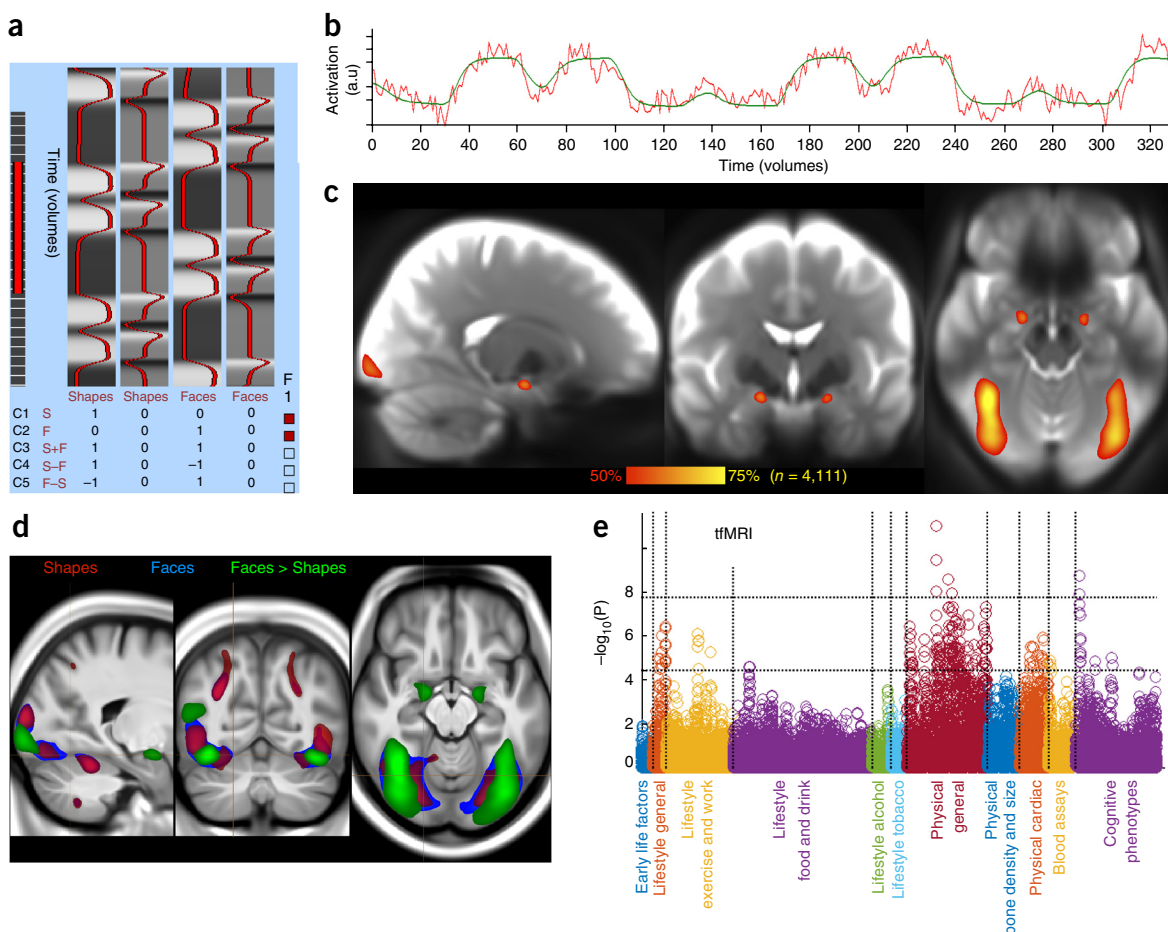 a
Time (volumes)
Shapes Shapes Faces Faces
F
1
C1 S 1 0 0 0
C2 F 0 0 1 0
C3 S+F 1 0 1 0
C4 S–F 1 0 –1 0
C5 F–S –1 0 1 0
b
Activation
(a.u)
0 20 40 60 80 100 120 140 160 180 200 220 240 260 280 300 320
Time (volumes)
c
50% 75% (n = 4,111)
d
Shapes Faces Faces > Shapes
e
tfMRI
–log10(P)
8
6
4
2
0
Early life factors
Lifestyle general
Lifestyle
exercise and work
Lifestyle
food and drink
Lifestyle alcohol
Lifestyle tobacco
Physical
general
Physical
bone density and size
Physical cardiac
Blood assays
Cognitive
phenotypes